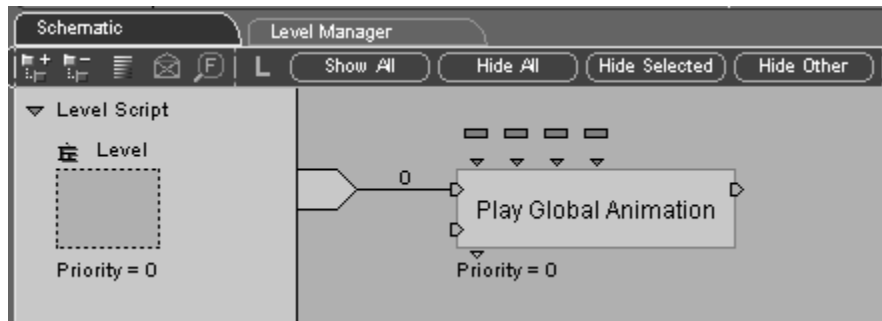 Schematic
Level Manager
F
L
Show All
Hide All
Hide Selected
Hide Other
Level Script
Level
Priority = 0
0
Play Global Animation
Priority = 0